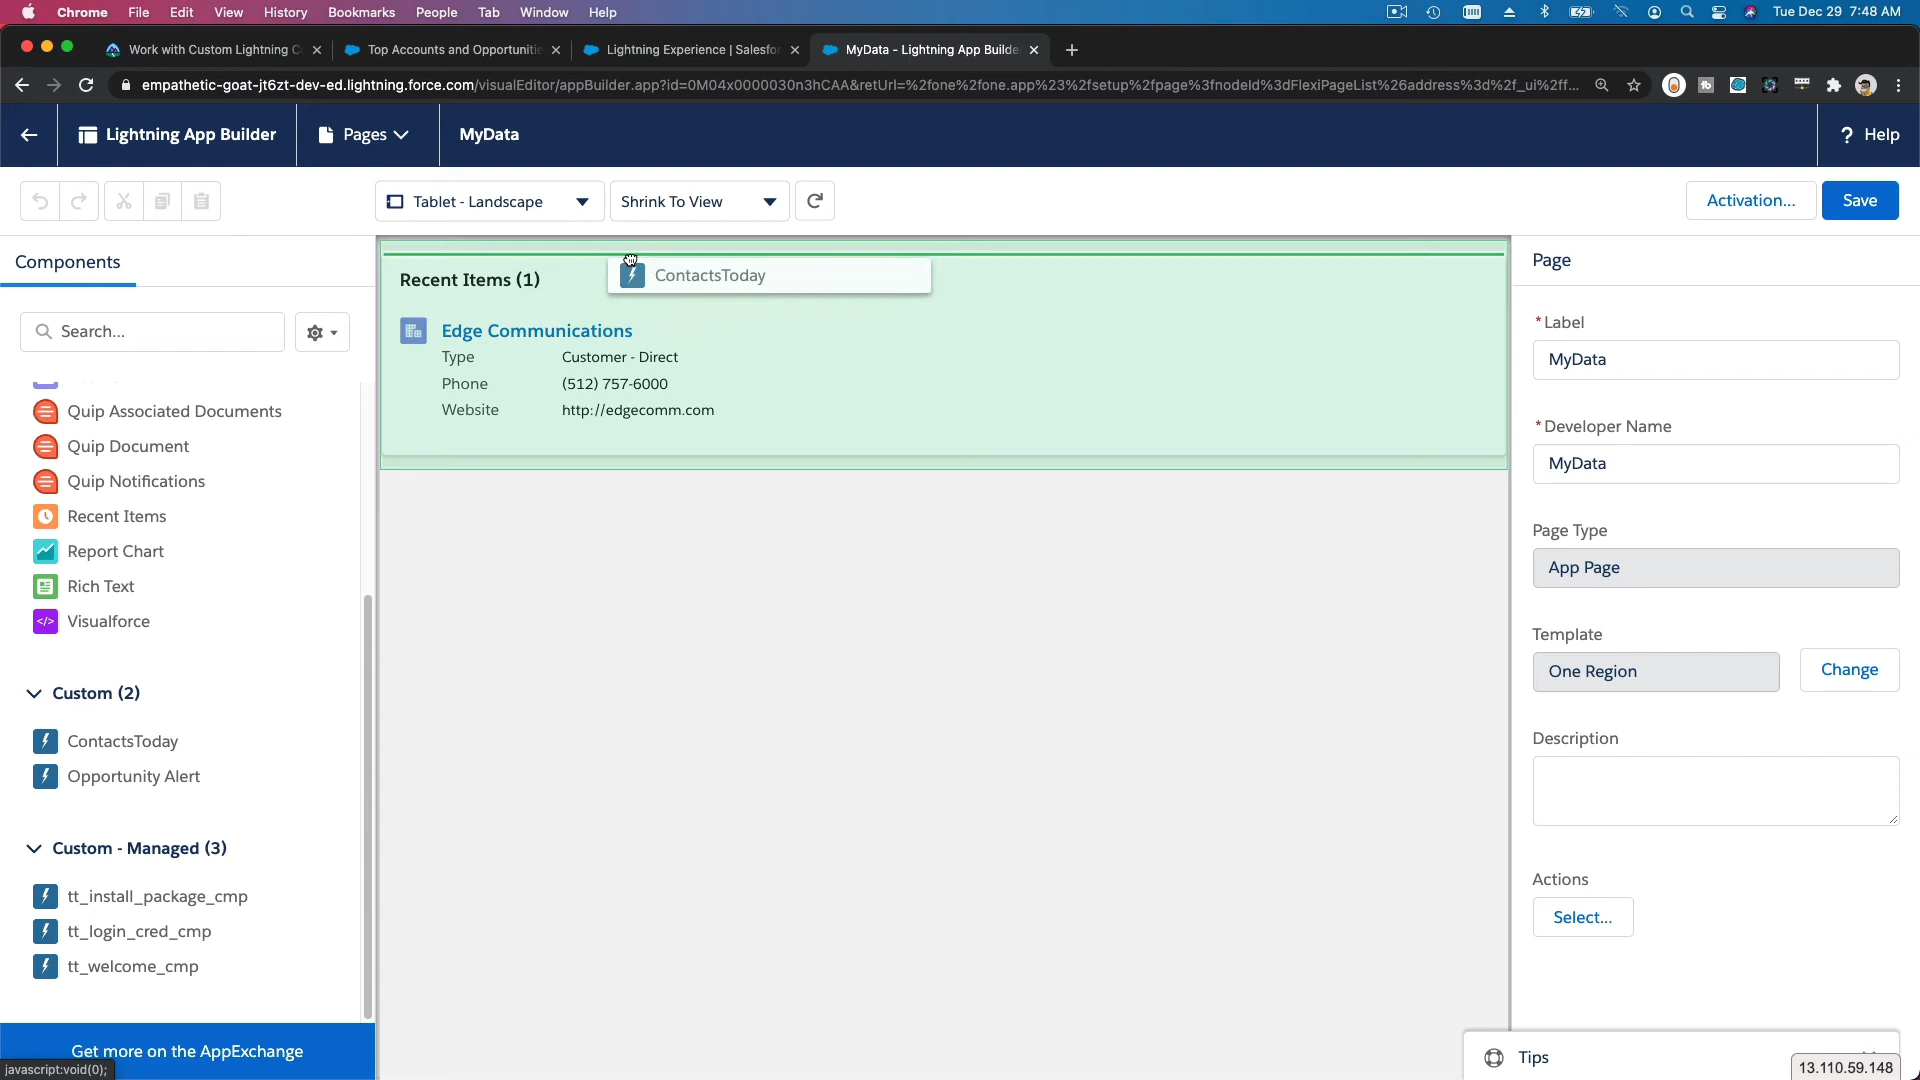 Chrome File Edit View History Bookmarks People Tab Window Help Tue Dec 29 7:48 AM
Work with Custom Lightning C
Top Accounts and Opportunitie
Lightning Experience | Salesfor
MyData - Lightning App Builde
empathetic-goat-jt6zt-dev-ed.lightning.force.com/visualEditor/appBuilder.app?id=0M04x0000030n3hCAA&retUrl=%2fone%2fone.app%23%2fsetup%2fpage%3fnodeId%3dFlexiPageList%26address%3d%2f_ui%2ff...
Lightning App Builder
Pages
MyData
? Help
Tablet - Landscape
Shrink To View
Activation...
Save
Components
Search...
Quip Associated Documents
Quip Document
Quip Notifications
Recent Items
Report Chart
Rich Text
Visualforce
Custom (2)
ContactsToday
Opportunity Alert
Custom - Managed (3)
tt_install_package_cmp
tt_login_cred_cmp
tt_welcome_cmp
Get more on the AppExchange
javascript:void(0);
Recent Items (1)
ContactsToday
Edge Communications
Type Customer - Direct
Phone (512) 757-6000
Website http://edgecomm.com
Page
*Label
MyData
*Developer Name
MyData
Page Type
App Page
Template
One Region
Change
Description
Actions
Select...
Tips
13.110.59.148